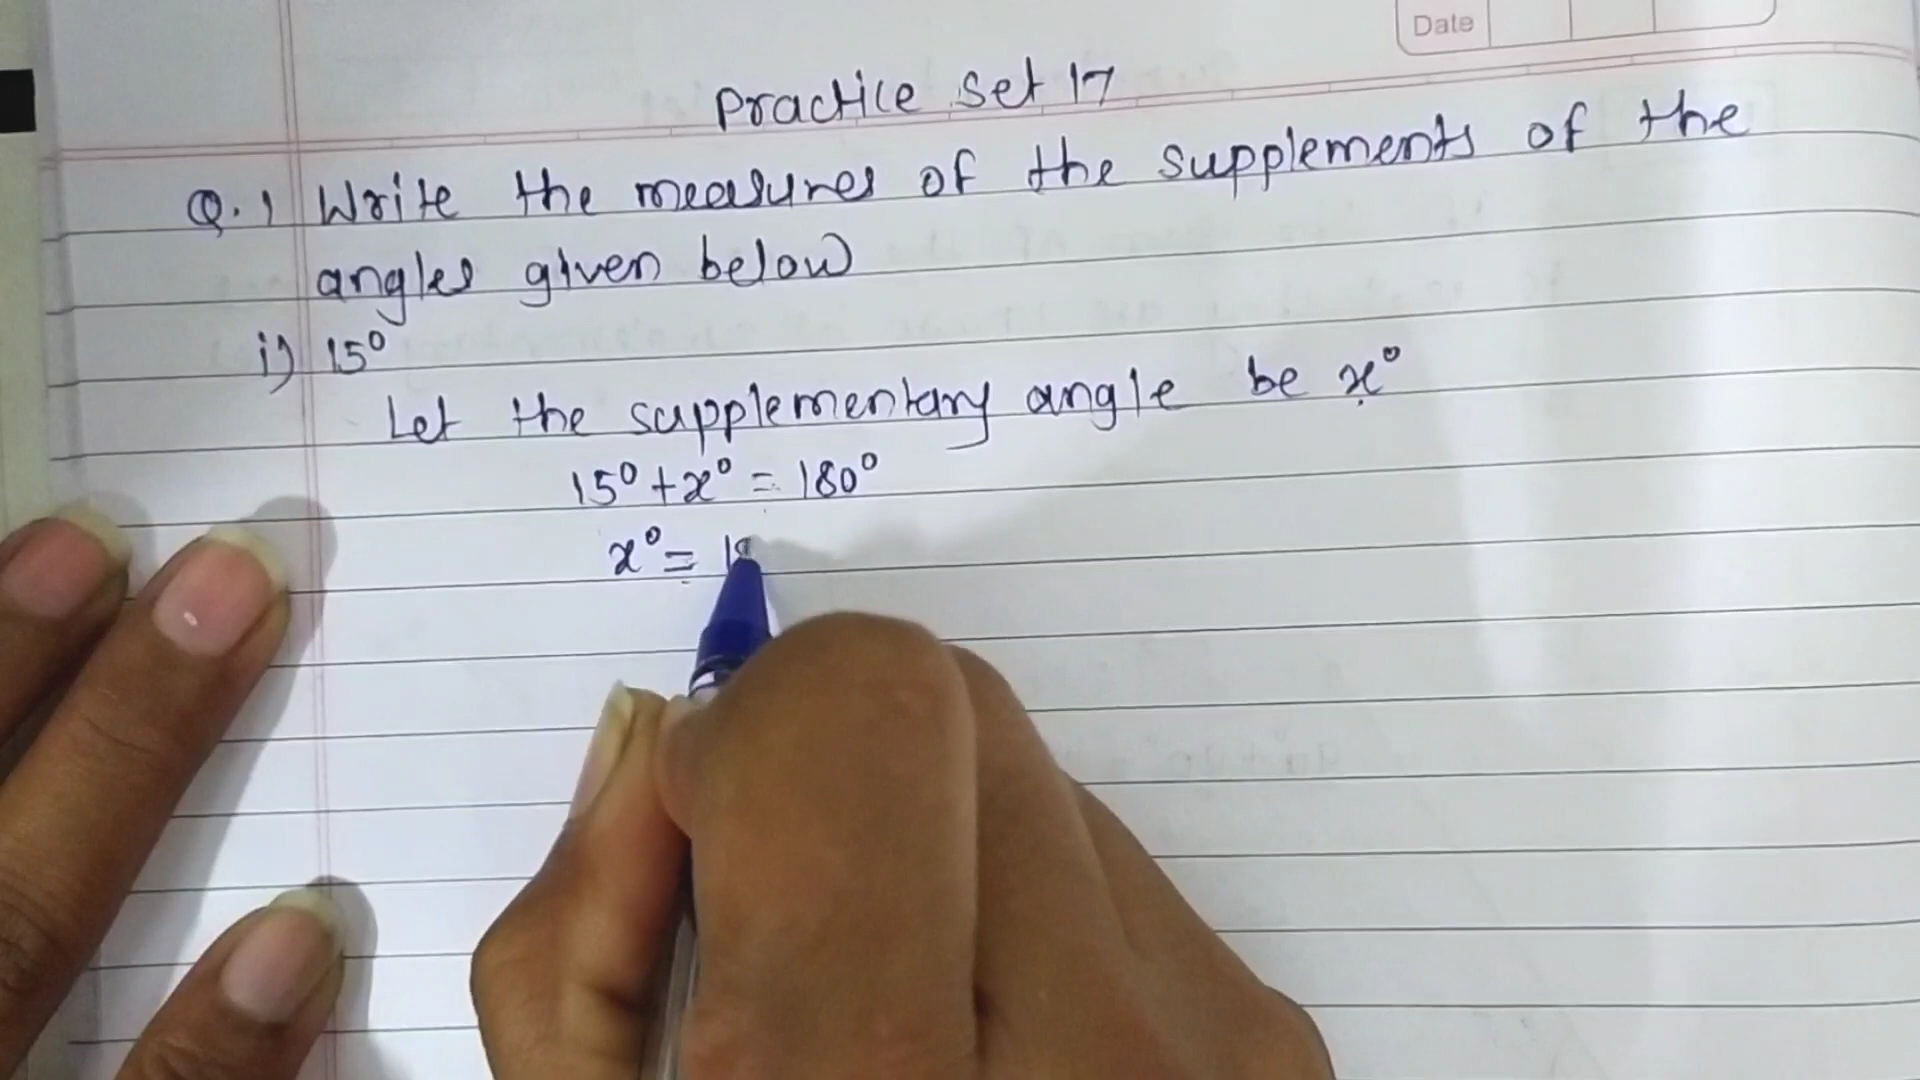 Date
Practice Set 17
Q.1 Write the measures of the supplements of the
angles given below
i) 15°
Let the supplementary angle be x°
15° + x° = 180°
x° = 18